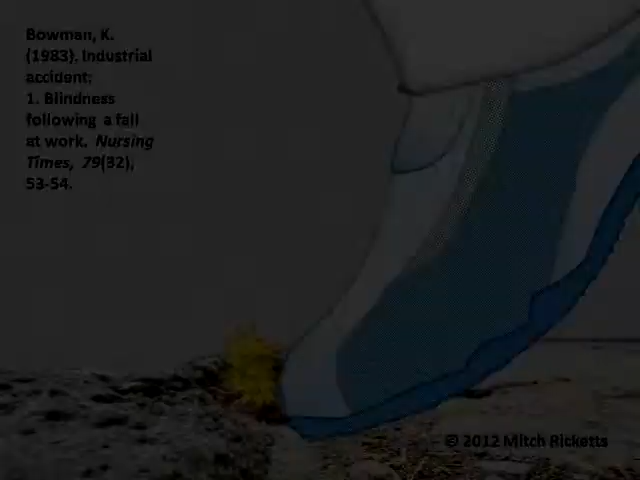 Bowman, K.
(1983). Industrial
accident:
1. Blindness
following a fall
at work. Nursing
Times, 79(32),
53-54.
© 2012 Mitch Ricketts